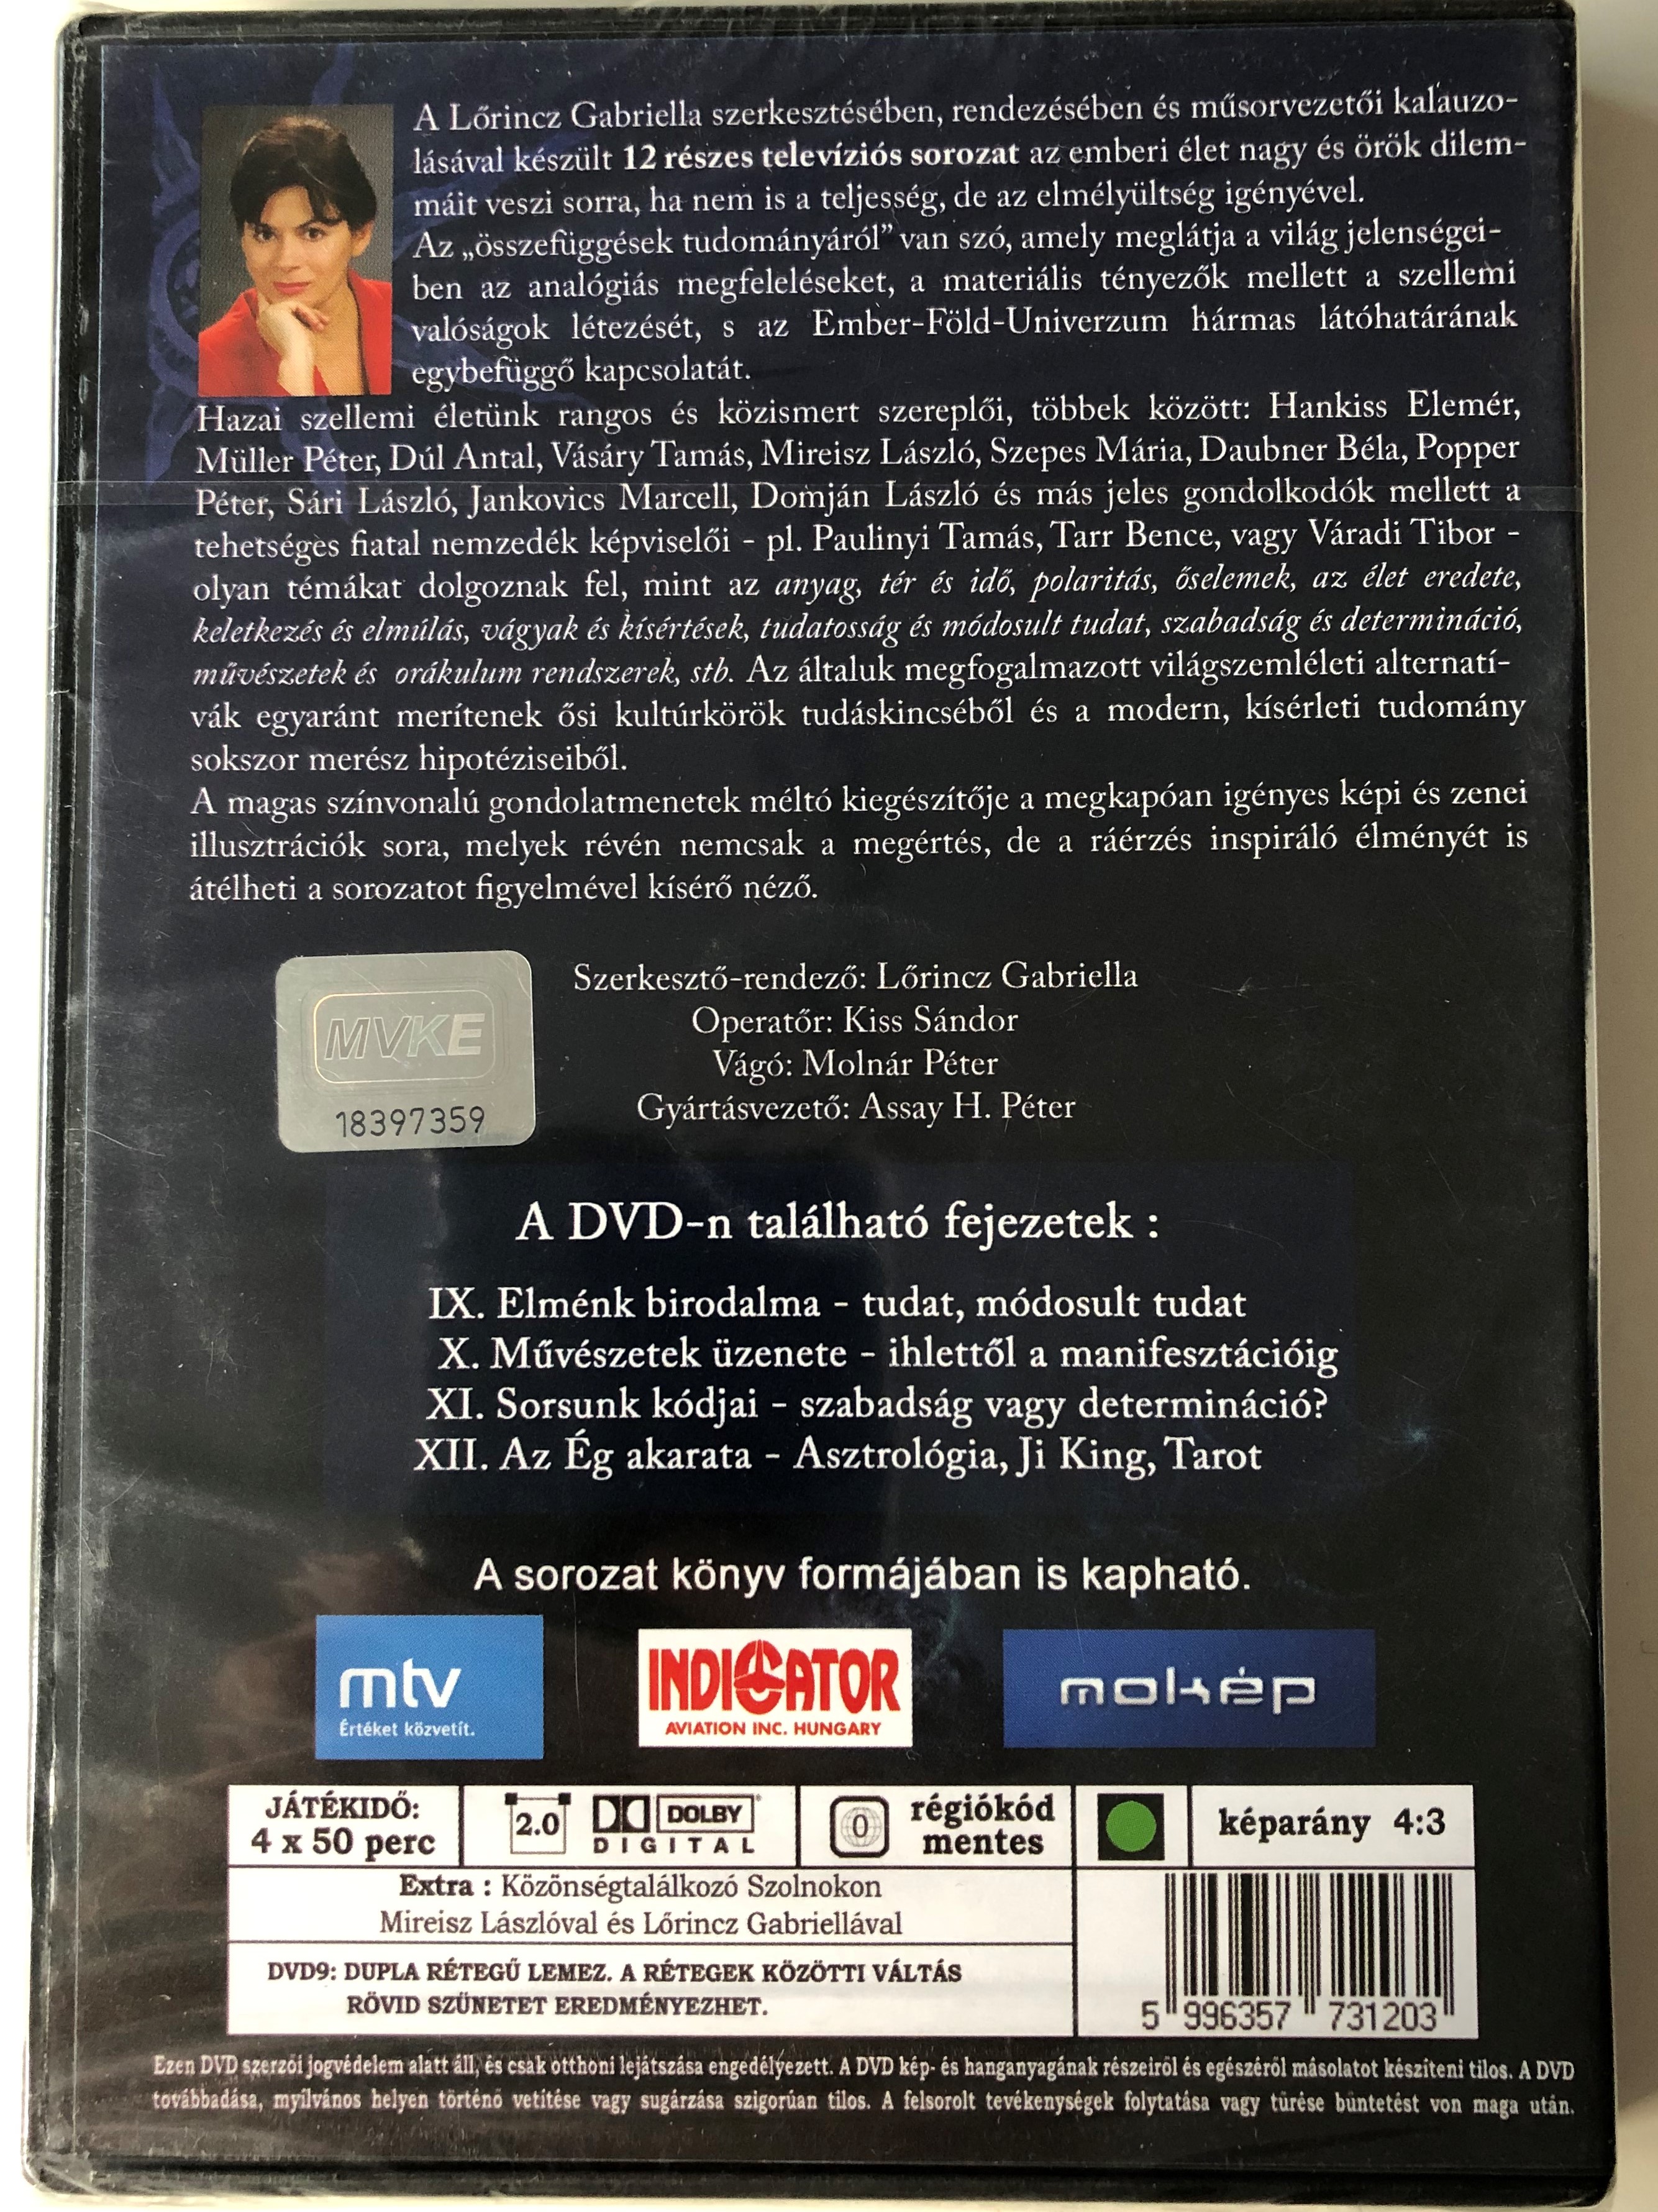 A Lőrincz Gabriella szerkesztésében, rendezésében és műsorvezetői kalauzo-
lásával készült 12 részes televíziós sorozat az emberi élet nagy és örök dilem-
máit veszi sorra, ha nem is a teljesség, de az elmélyültség igényével.
Az „összefüggések tudományáról” van szó, amely meglátja a világ jelenségei-
ben az analógiás megfeleléseket, a materiális tényezők mellett a szellemi
valóságok létezését, s az Ember-Föld-Univerzum hármas látóhatárának
egybefüggő kapcsolatát.
Hazai szellemi életünk rangos és közismert szereplői, többek között: Hankiss Elemér,
Müller Péter, Dúl Antal, Vásáry Tamás, Mireisz László, Szepes Mária, Daubner Béla, Popper
Péter, Sári László, Jankovics Marcell, Domján László és más jeles gondolkodók mellett a
tehetséges fiatal nemzedék képviselői - pl. Paulinyi Tamás, Tarr Bence, vagy Váradi Tibor -
olyan témákat dolgoznak fel, mint az anyag, tér és idő, polaritás, őselemek, az élet eredete,
keletkezés és elmúlás, vágyak és kísértések, tudatosság és módosult tudat, szabadság és determináció,
művészetek és orákulum rendszerek, stb. Az általuk megfogalmazott világszemléleti alternatí-
vák egyaránt merítenek ősi kultúrkörök tudáskincséből és a modern, kísérleti tudomány
sokszor merész hipotéziseiből.
A magas színvonalú gondolatmenetek méltó kiegészítője a megkapóan igényes képi és zenei
illusztrációk sora, melyek révén nemcsak a megértés, de a ráérzés inspiráló élményét is
átélheti a sorozatot figyelmével kísérő néző.
MVKE
18397359
Szerkesztő-rendező: Lőrincz Gabriella
Operatőr: Kiss Sándor
Vágó: Molnár Péter
Gyártásvezető: Assay H. Péter
A DVD-n található fejezetek :
IX. Elménk birodalma - tudat, módosult tudat
X. Művészetek üzenete - ihlettől a manifesztációig
XI. Sorsunk kódjai - szabadság vagy determináció?
XII. Az Ég akarata - Asztrológia, Ji King, Tarot
A sorozat könyv formájában is kapható.
mtv
Értéket közvetít.
INDICATOR
AVIATION INC. HUNGARY
mokép
JÁTÉKIDŐ:
4 x 50 perc
2.0
DOLBY
DIGITAL
0
régiókód
mentes
képarány 4:3
Extra : Közönségtalálkozó Szolnokon
Mireisz Lászlóval és Lőrincz Gabriellával
DVD9: DUPLA RÉTEGŰ LEMEZ. A RÉTEGEK KÖZÖTTI VÁLTÁS
RÖVID SZÜNETET EREDMÉNYEZHET.
5 996357 731203
Ezen DVD szerzői jogvédelem alatt áll, és csak otthoni lejátszása engedélyezett. A DVD kép- és hanganyagának részeiről és egészéről másolatot készíteni tilos. A DVD
továbbadása, nyilvános helyen történő vetítése vagy sugárzása szigorúan tilos. A felsorolt tevékenységek folytatása vagy tűrése büntetést von maga után.